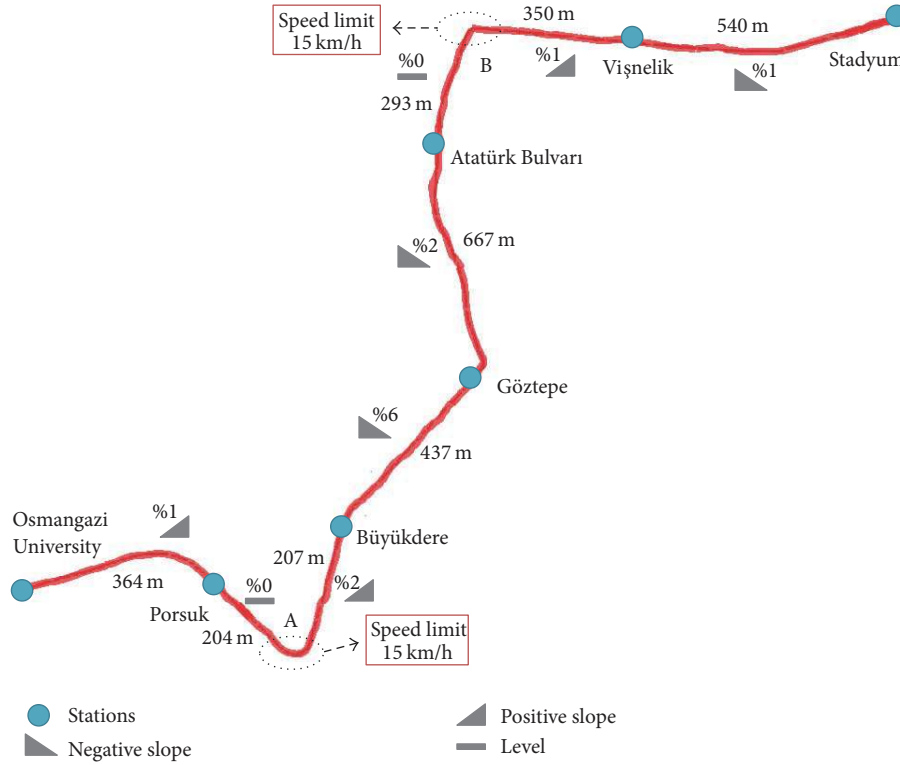 Speed limit
15 km/h
350 m
540 m
%0
B
%1
Vişnelik
Stadyum
%1
293 m
Atatürk Bulvarı
%2
667 m
Göztepe
%6
437 m
Osmangazi
University
%1
Büyükdere
364 m
207 m
%0
%2
Porsuk
A
204 m
Speed limit
15 km/h
Stations
Positive slope
Negative slope
Level